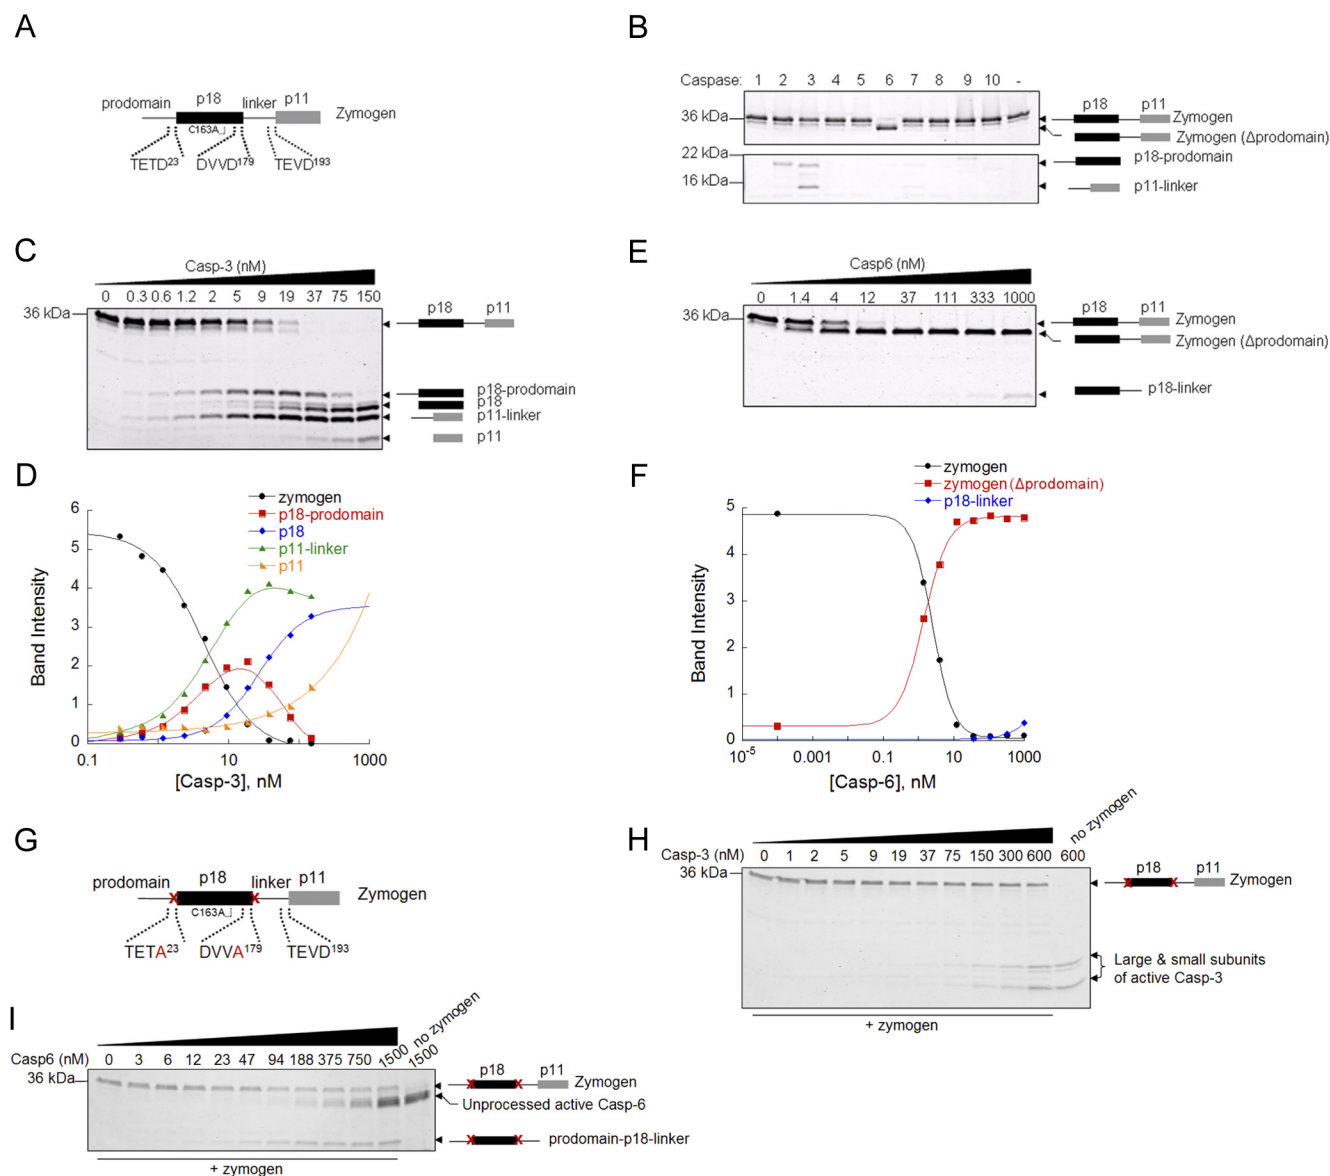 A
prodomain p18 linker p11
Zymogen
C163A
TETD23 DVVD179 TEVD193
B
Caspase: 1 2 3 4 5 6 7 8 9 10 -
p18 p11
36 kDa
Zymogen
Zymogen (Δprodomain)
22 kDa
p18-prodomain
16 kDa
p11-linker
C
Casp-3 (nM)
0 0.3 0.6 1.2 2 5 9 19 37 75 150
36 kDa
p18 p11
p18-prodomain
p18
p11-linker
p11
E
Casp6 (nM)
0 1.4 4 12 37 111 333 1000
36 kDa
p18 p11
Zymogen
Zymogen (Δprodomain)
p18-linker
D
zymogen
p18-prodomain
p18
p11-linker
p11
Band Intensity
6
5
4
3
2
1
0
0.1 10 1000
[Casp-3], nM
F
zymogen
zymogen (Δprodomain)
p18-linker
Band Intensity
5
4
3
2
1
0
10-5 0.001 0.1 10 1000
[Casp-6], nM
G
prodomain p18 linker p11
Zymogen
X X
C163A
TETA23 DVVA179 TEVD193
H
no zymogen
Casp-3 (nM) 0 1 2 5 9 19 37 75 150 300 600 600
36 kDa
p18 p11
X X
Zymogen
Large & small subunits
of active Casp-3
+ zymogen
I
no zymogen
Casp6 (nM) 0 3 6 12 23 47 94 188 375 750 1500 1500
36 kDa
p18 p11
X X
Zymogen
Unprocessed active Casp-6
X X
prodomain-p18-linker
+ zymogen